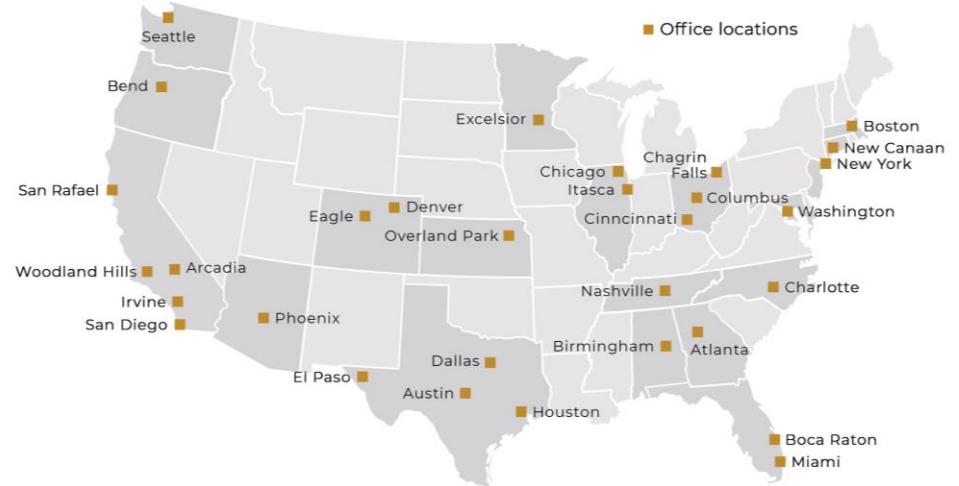 Office locations
Seattle
Bend
Excelsior
Boston
New Canaan
New York
Chicago
Itasca
Chagrin
Falls
Columbus
Cinncinnati
Washington
San Rafael
Eagle
Denver
Overland Park
Woodland Hills
Arcadia
Irvine
San Diego
Phoenix
Nashville
Charlotte
Birmingham
Atlanta
El Paso
Dallas
Austin
Houston
Boca Raton
Miami